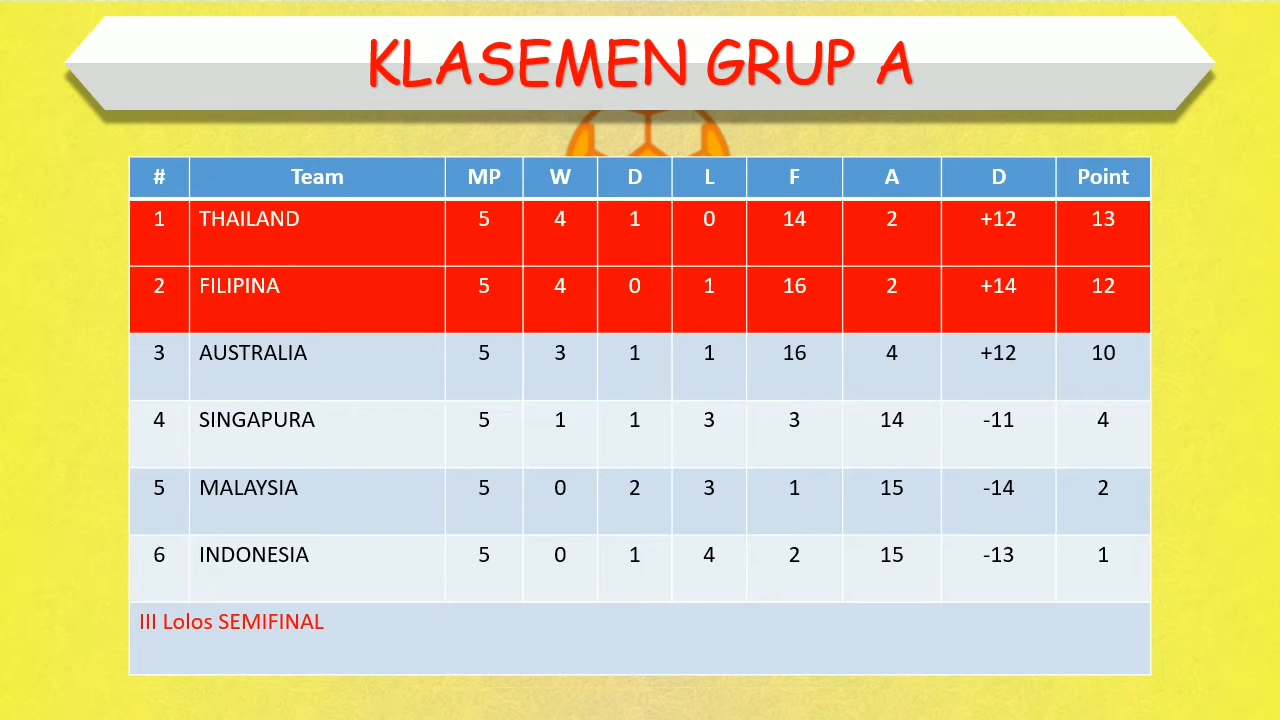 KLASEMEN GRUP A
# Team MP W D L F A D Point
1 THAILAND 5 4 1 0 14 2 +12 13
2 FILIPINA 5 4 0 1 16 2 +14 12
3 AUSTRALIA 5 3 1 1 16 4 +12 10
4 SINGAPURA 5 1 1 3 3 14 -11 4
5 MALAYSIA 5 0 2 3 1 15 -14 2
6 INDONESIA 5 0 1 4 2 15 -13 1
III Lolos SEMIFINAL